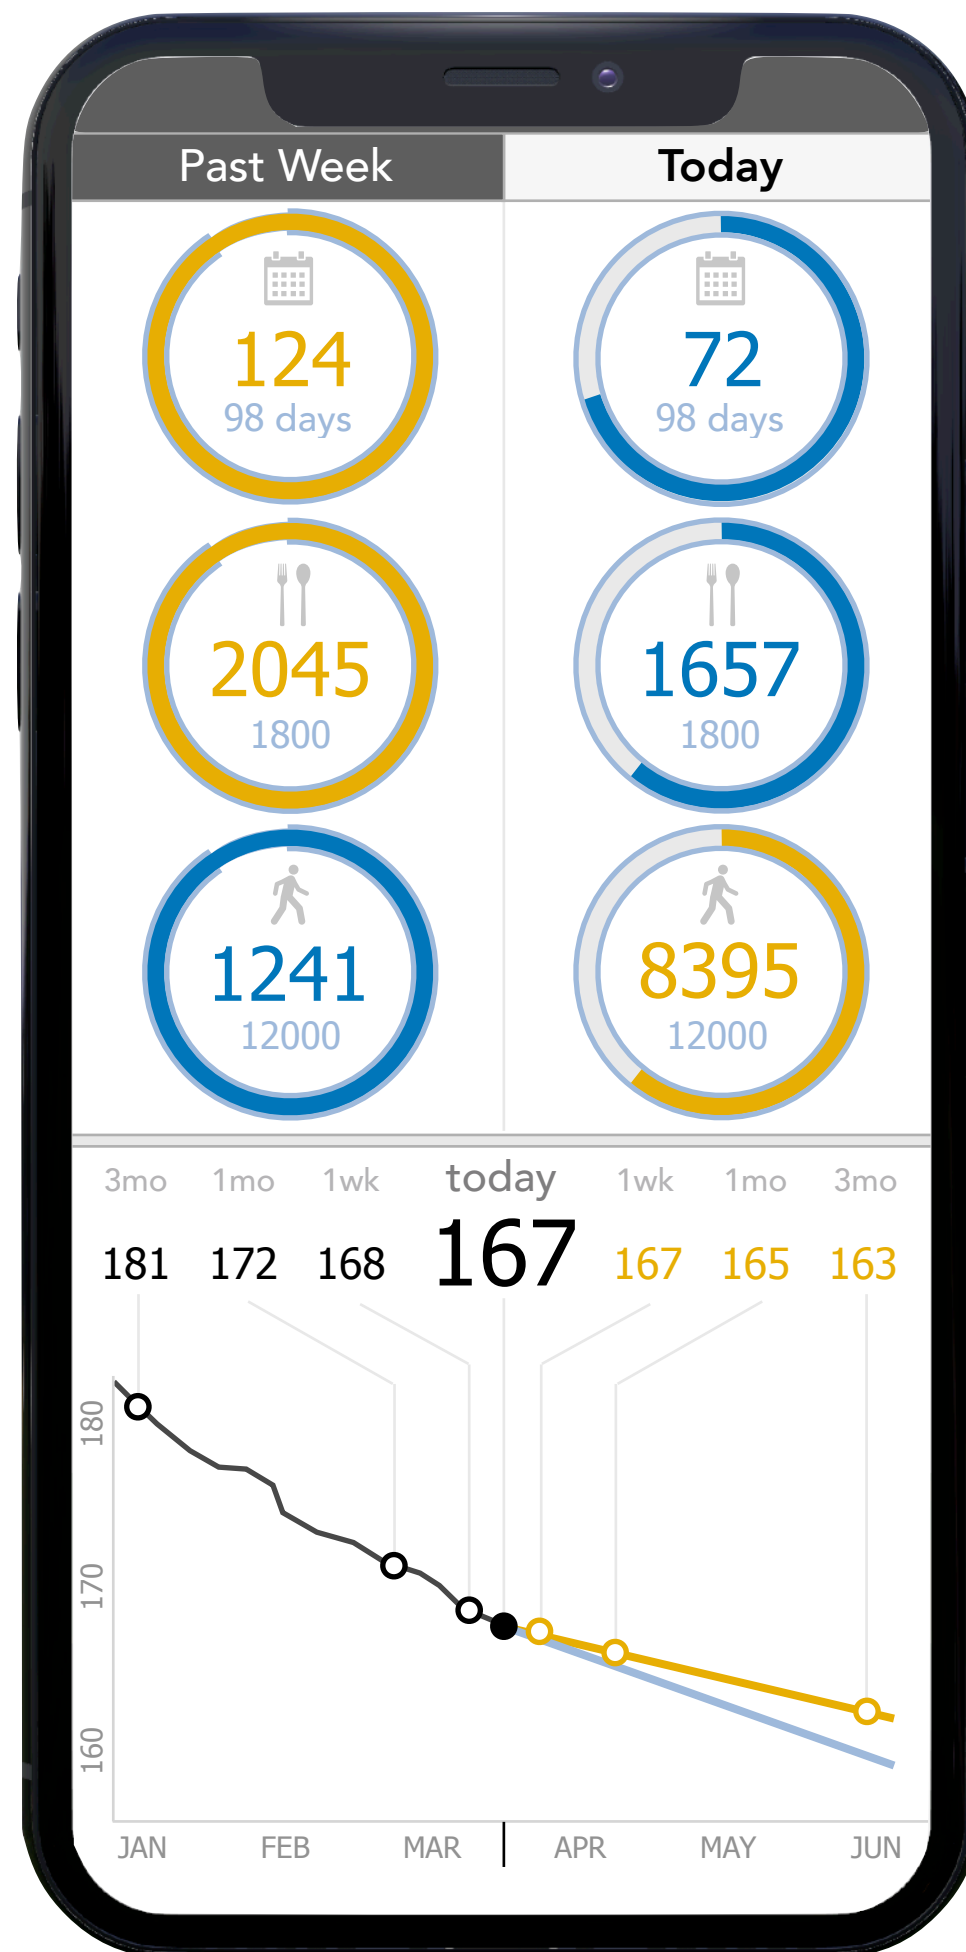 Past Week Today
124 72
98 days 98 days
2045 1657
1800 1800
1241 8395
12000 12000
3mo 1mo 1wk today 1wk 1mo 3mo
181 172 168 167 167 165 163
180
170
160
JAN FEB MAR APR MAY JUN